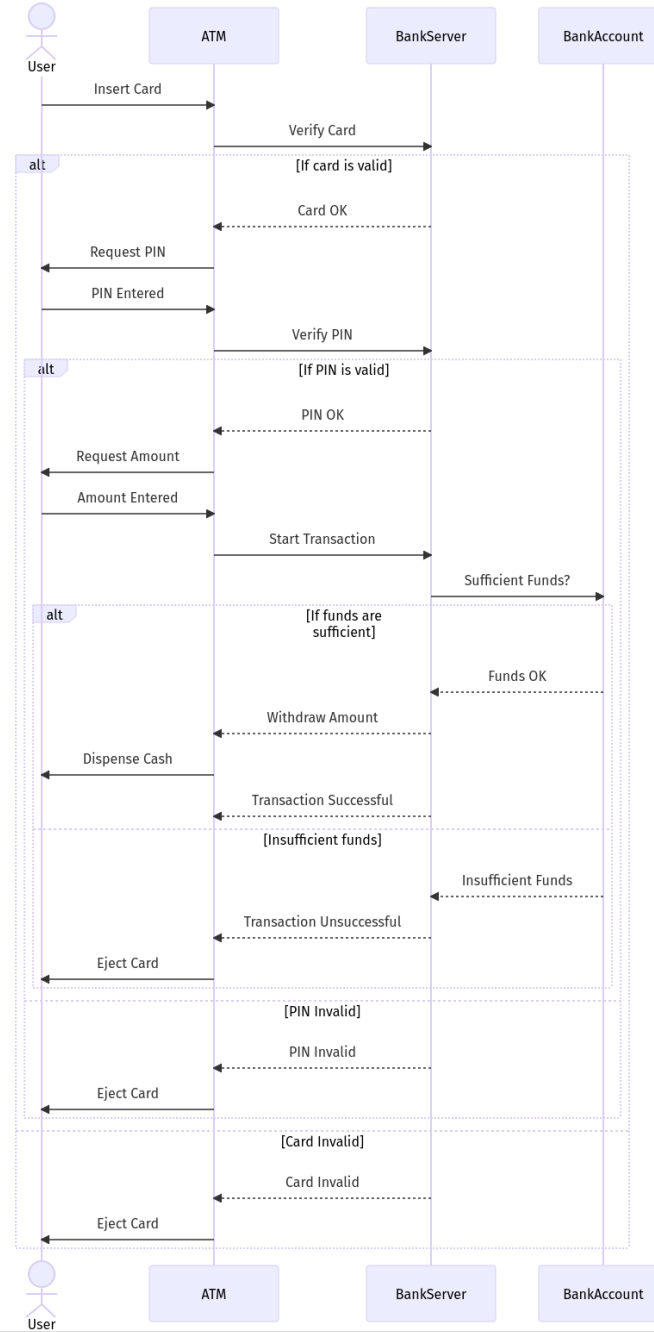 ATM
BankServer
BankAccount
User
Insert Card
Verify Card
alt
[If card is valid]
Card OK
Request PIN
PIN Entered
Verify PIN
alt
[If PIN is valid]
PIN OK
Request Amount
Amount Entered
Start Transaction
Sufficient Funds?
alt
[If funds are
sufficient]
Funds OK
Withdraw Amount
Dispense Cash
Transaction Successful
[Insufficient funds]
Insufficient Funds
Transaction Unsuccessful
Eject Card
[PIN Invalid]
PIN Invalid
Eject Card
[Card Invalid]
Card Invalid
Eject Card
ATM
BankServer
BankAccount
User